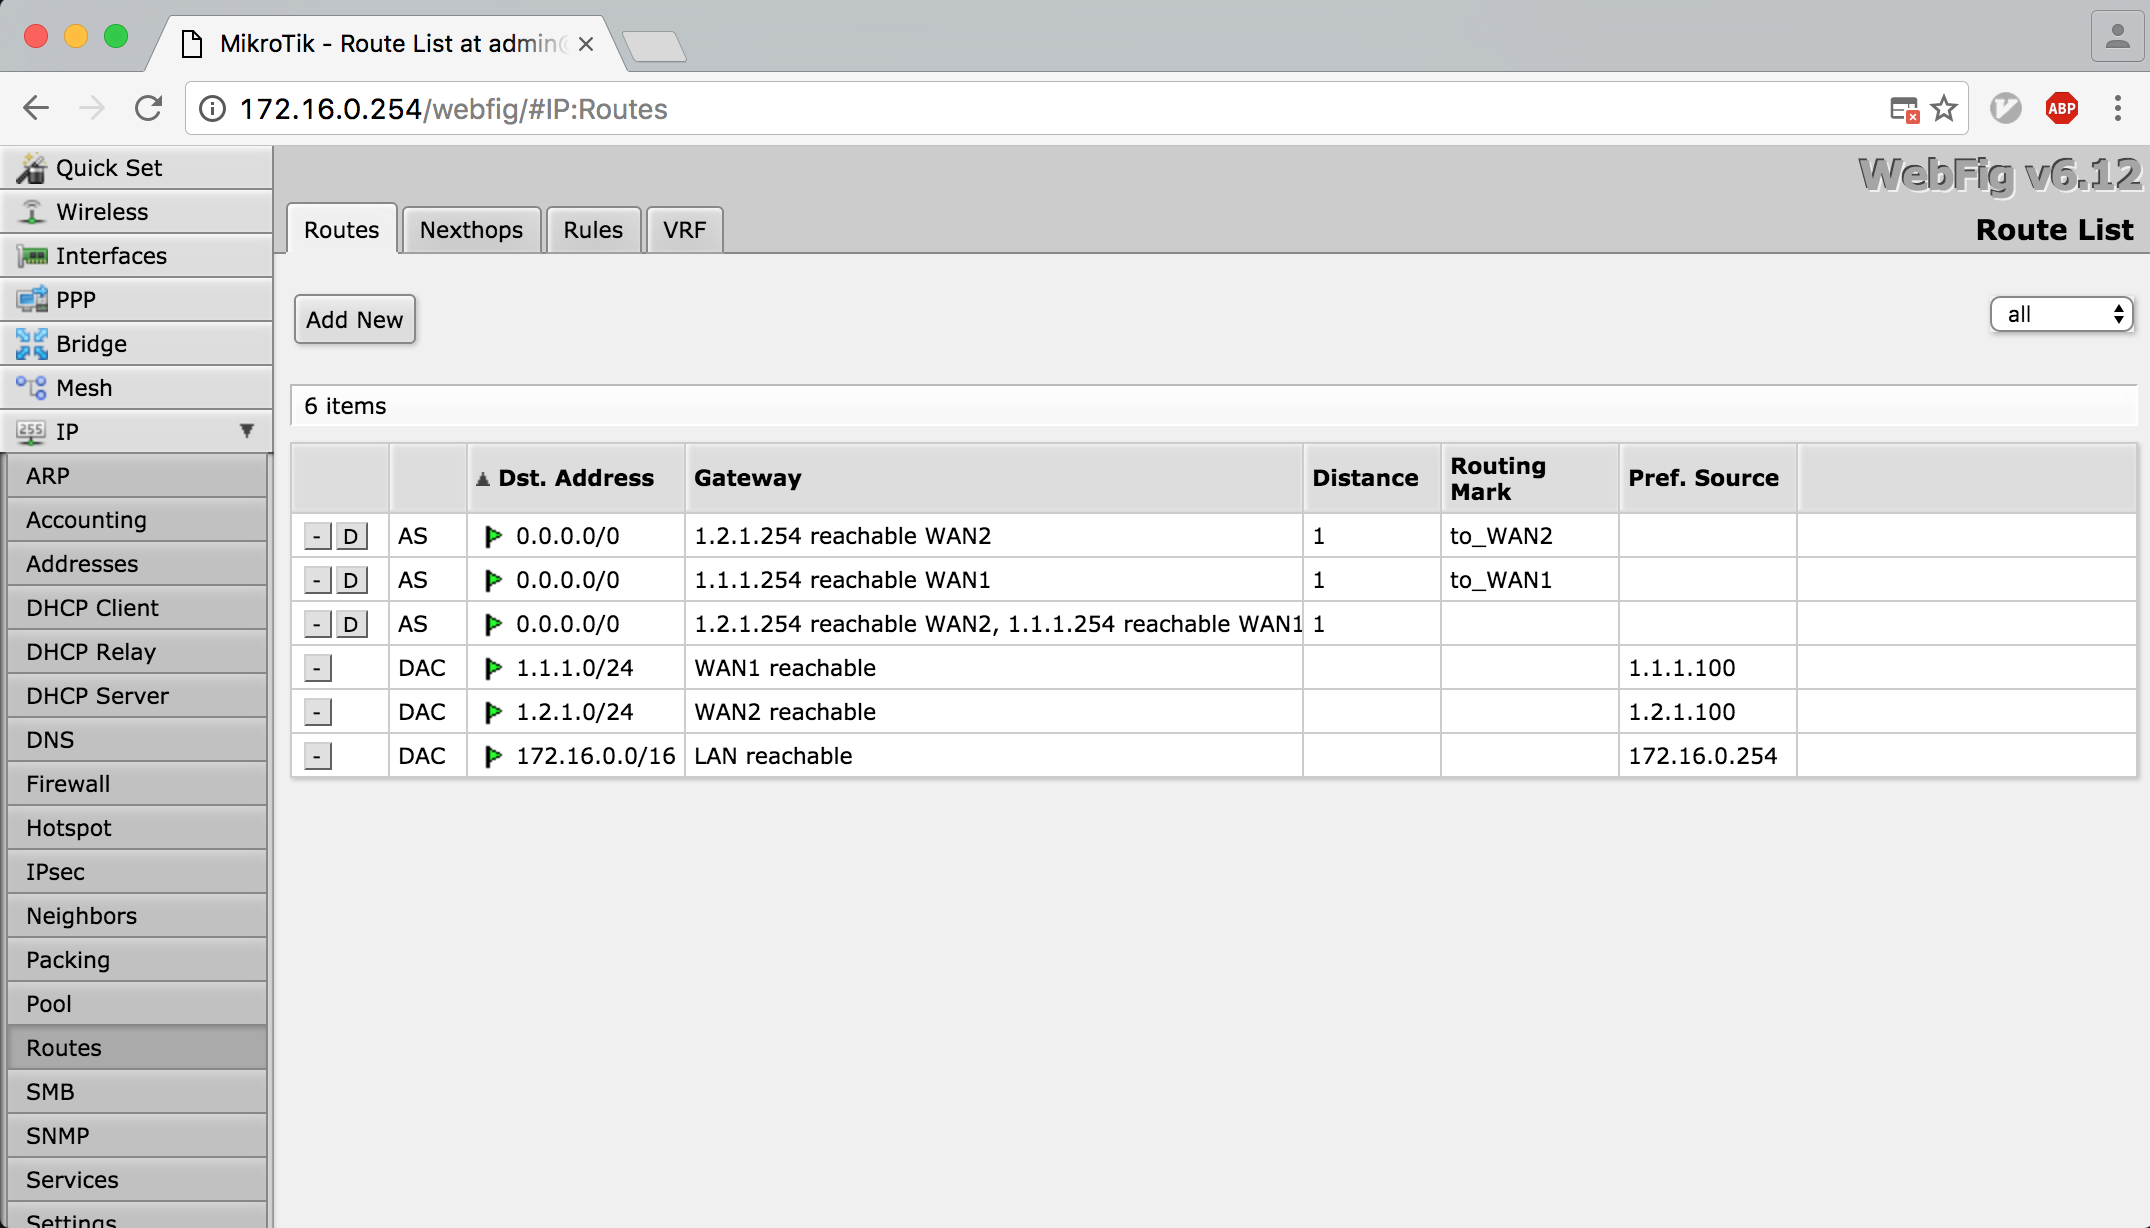 MikroTik - Route List at admin@
172.16.0.254/webfig/#IP:Routes
ABP
Quick Set
Wireless
Interfaces
PPP
Bridge
Mesh
255 IP
ARP
Accounting
Addresses
DHCP Client
DHCP Relay
DHCP Server
DNS
Firewall
Hotspot
IPsec
Neighbors
Packing
Pool
Routes
SMB
SNMP
Services
Settings
WebFig v6.12
Routes Nexthops Rules VRF
Route List
Add New
all
6 items
Dst. Address Gateway Distance Routing Mark Pref. Source
- D AS 0.0.0.0/0 1.2.1.254 reachable WAN2 1 to_WAN2
- D AS 0.0.0.0/0 1.1.1.254 reachable WAN1 1 to_WAN1
- D AS 0.0.0.0/0 1.2.1.254 reachable WAN2, 1.1.1.254 reachable WAN1 1
- DAC 1.1.1.0/24 WAN1 reachable 1.1.1.100
- DAC 1.2.1.0/24 WAN2 reachable 1.2.1.100
- DAC 172.16.0.0/16 LAN reachable 172.16.0.254